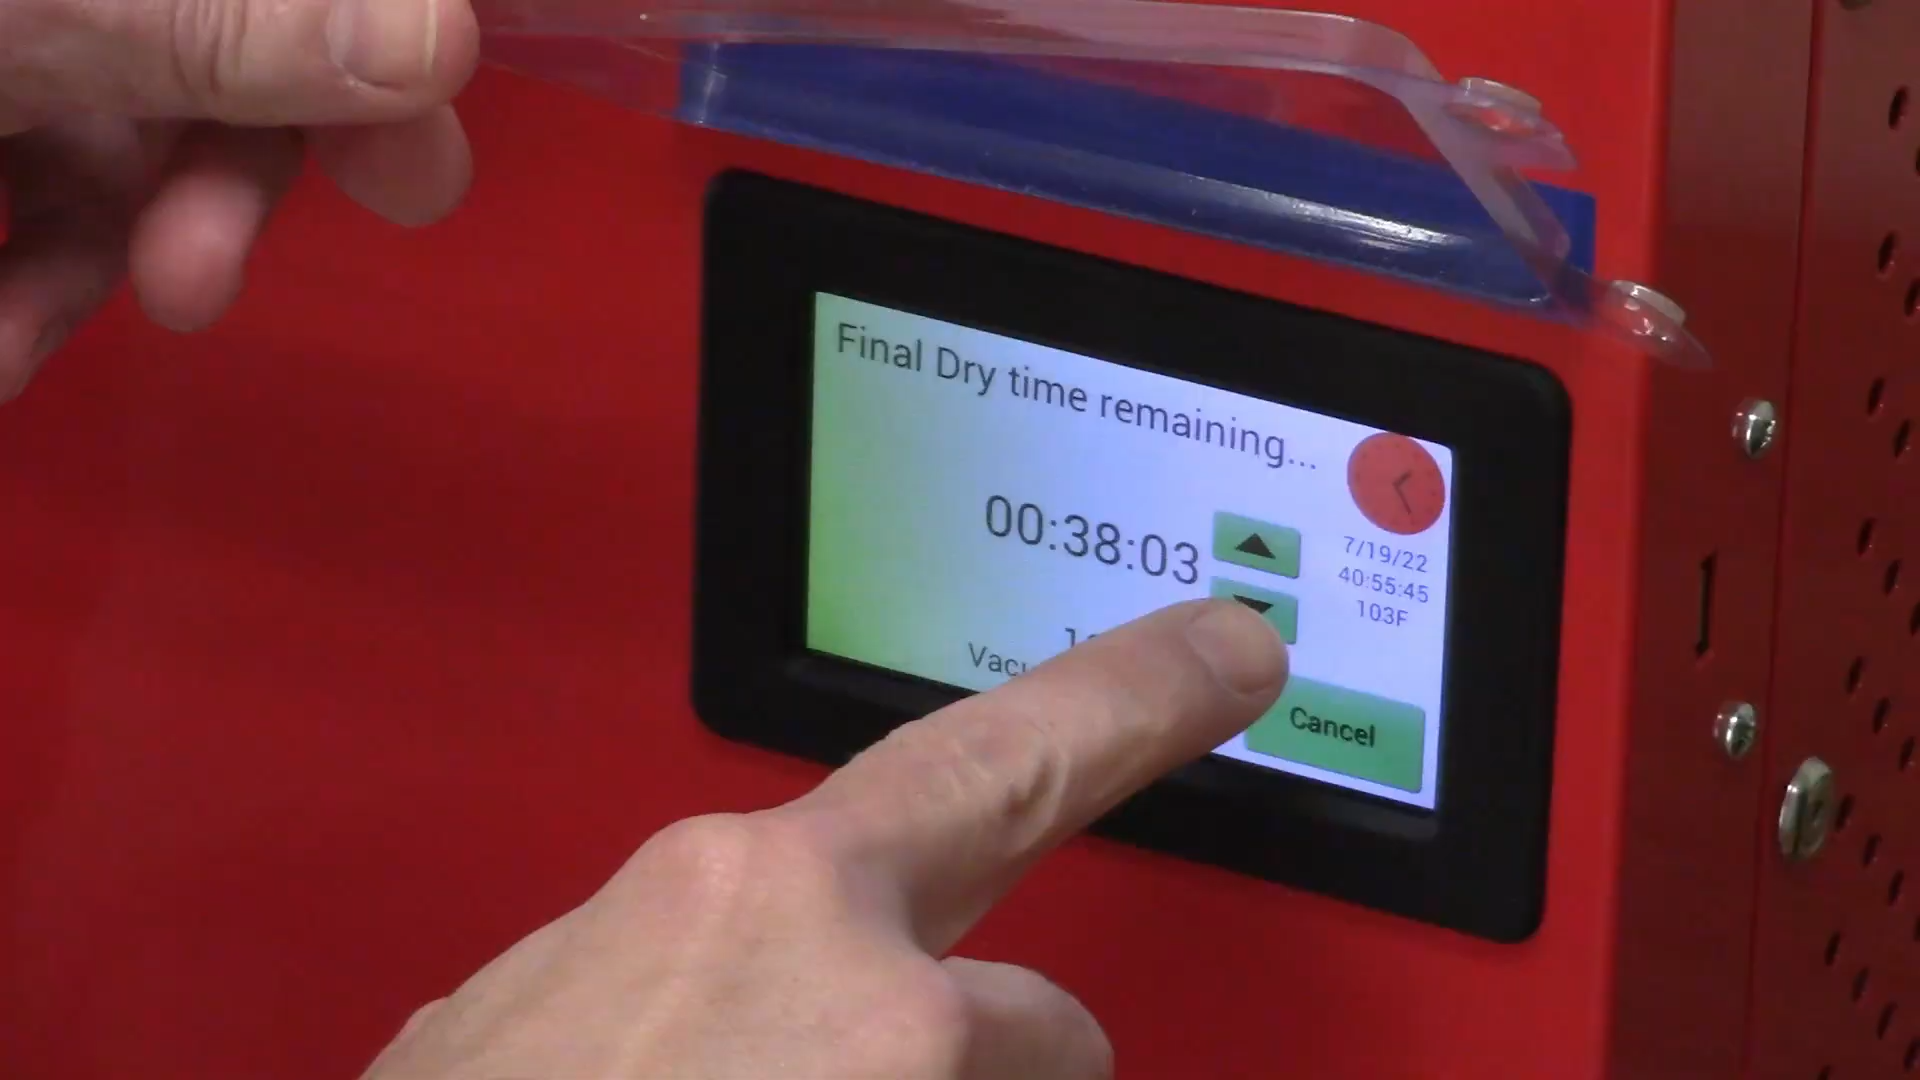 Final Dry time remaining...
00:38:03
7/19/22
40:55:45
103F
Cancel